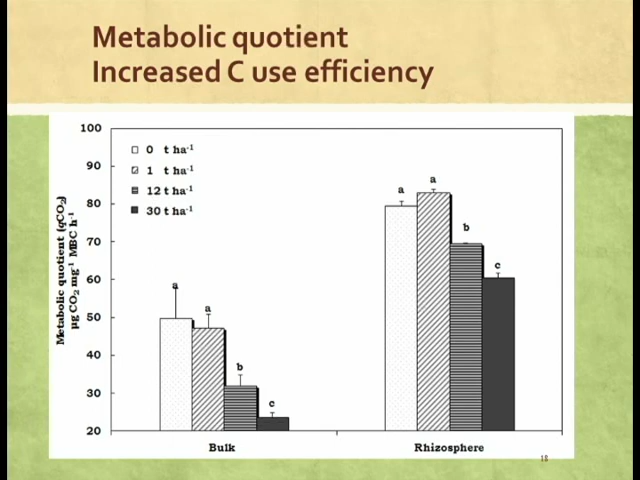 Metabolic quotient
Increased C use efficiency
100
90
80
70
60
50
40
30
20
Metabolic quotient (qCO₂)
µg CO₂ mg⁻¹ MBC h⁻¹
0 t ha⁻¹
1 t ha⁻¹
12 t ha⁻¹
30 t ha⁻¹
a
a
b
c
a
a
b
c
Bulk
Rhizosphere
18